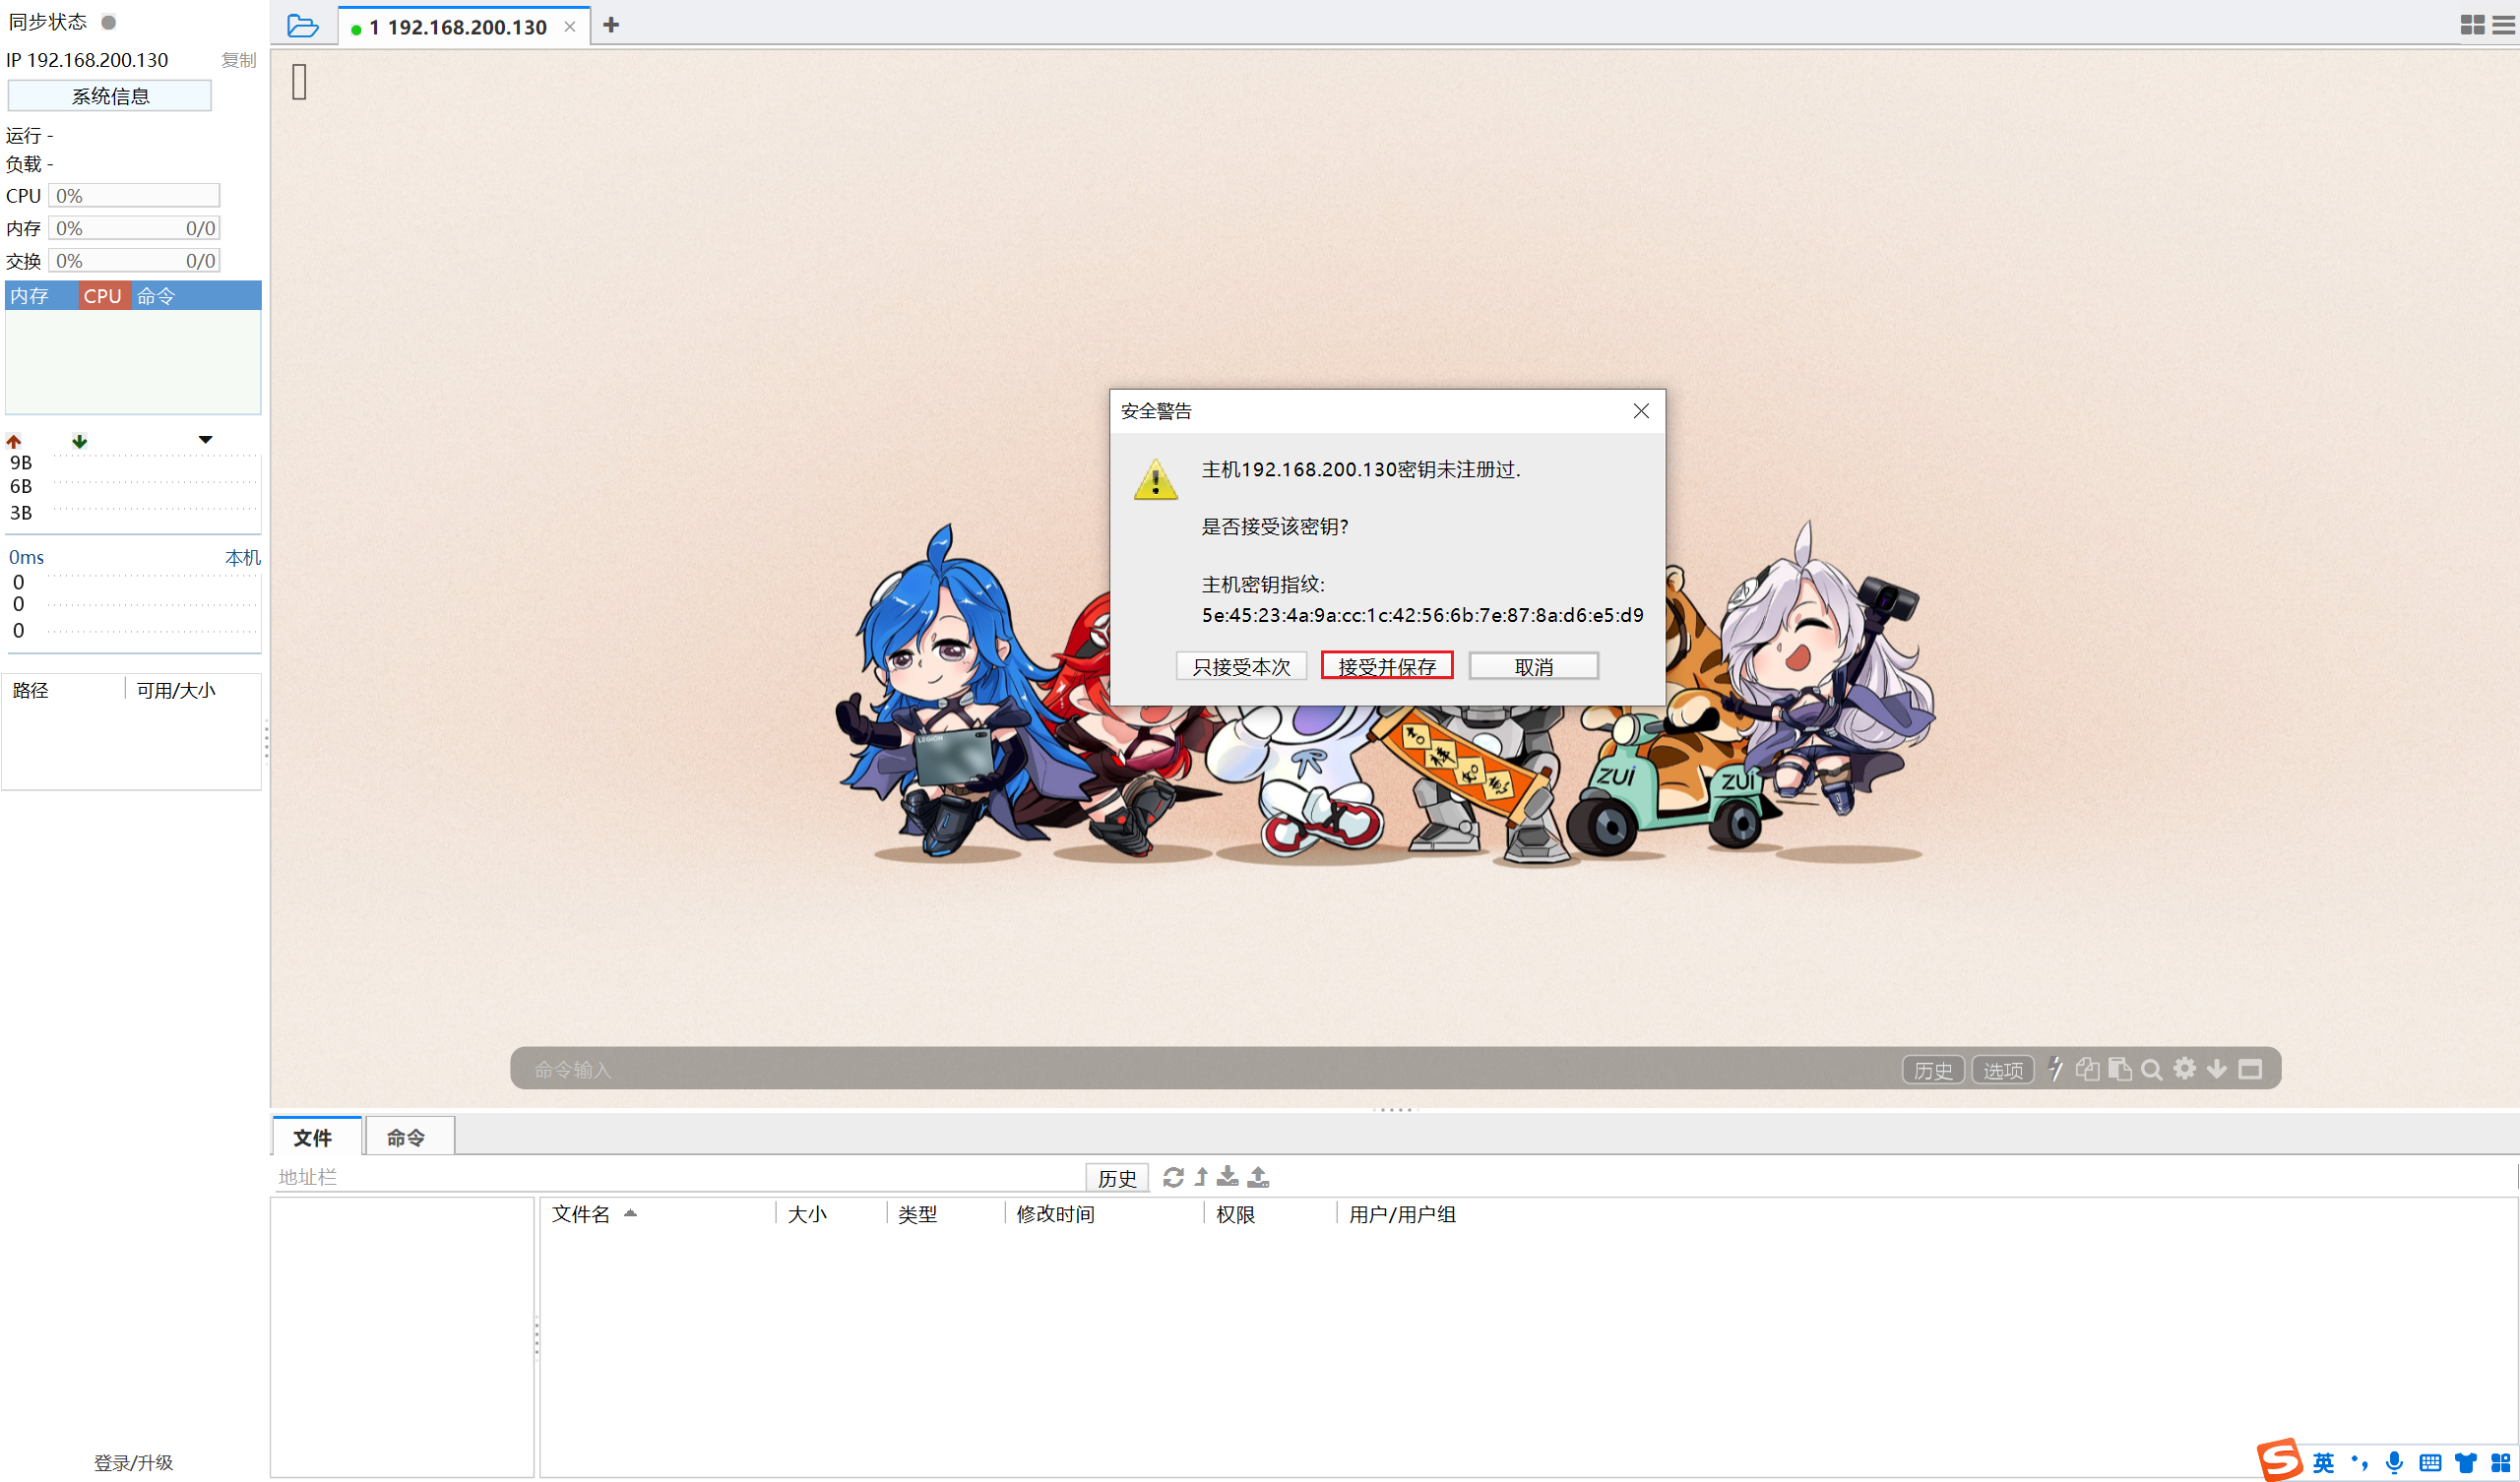 同步状态
IP 192.168.200.130 复制
系统信息
运行 -
负载 -
CPU 0%
内存 0% 0/0
交换 0% 0/0
内存 CPU 命令
9B
6B
3B
0ms 本机
0
0
0
路径 可用/大小
登录/升级
1 192.168.200.130
安全警告
主机192.168.200.130密钥未注册过.
是否接受该密钥?
主机密钥指纹:
5e:45:23:4a:9a:cc:1c:42:56:6b:7e:87:8a:d6:e5:d9
只接受本次 接受并保存 取消
LEGION
ZUI
ZUI
命令输入 历史 选项
文件 命令
地址栏 历史
文件名 大小 类型 修改时间 权限 用户/用户组
英